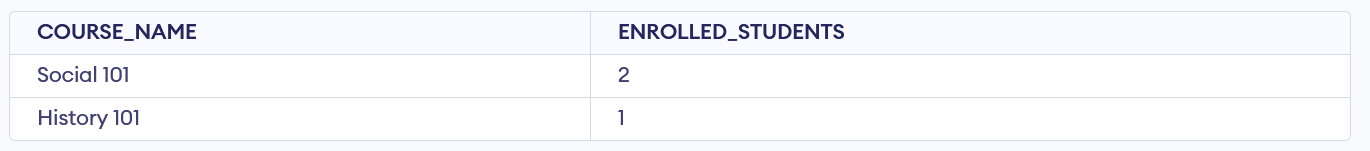 COURSE_NAME ENROLLED_STUDENTS
Social 101 2
History 101 1